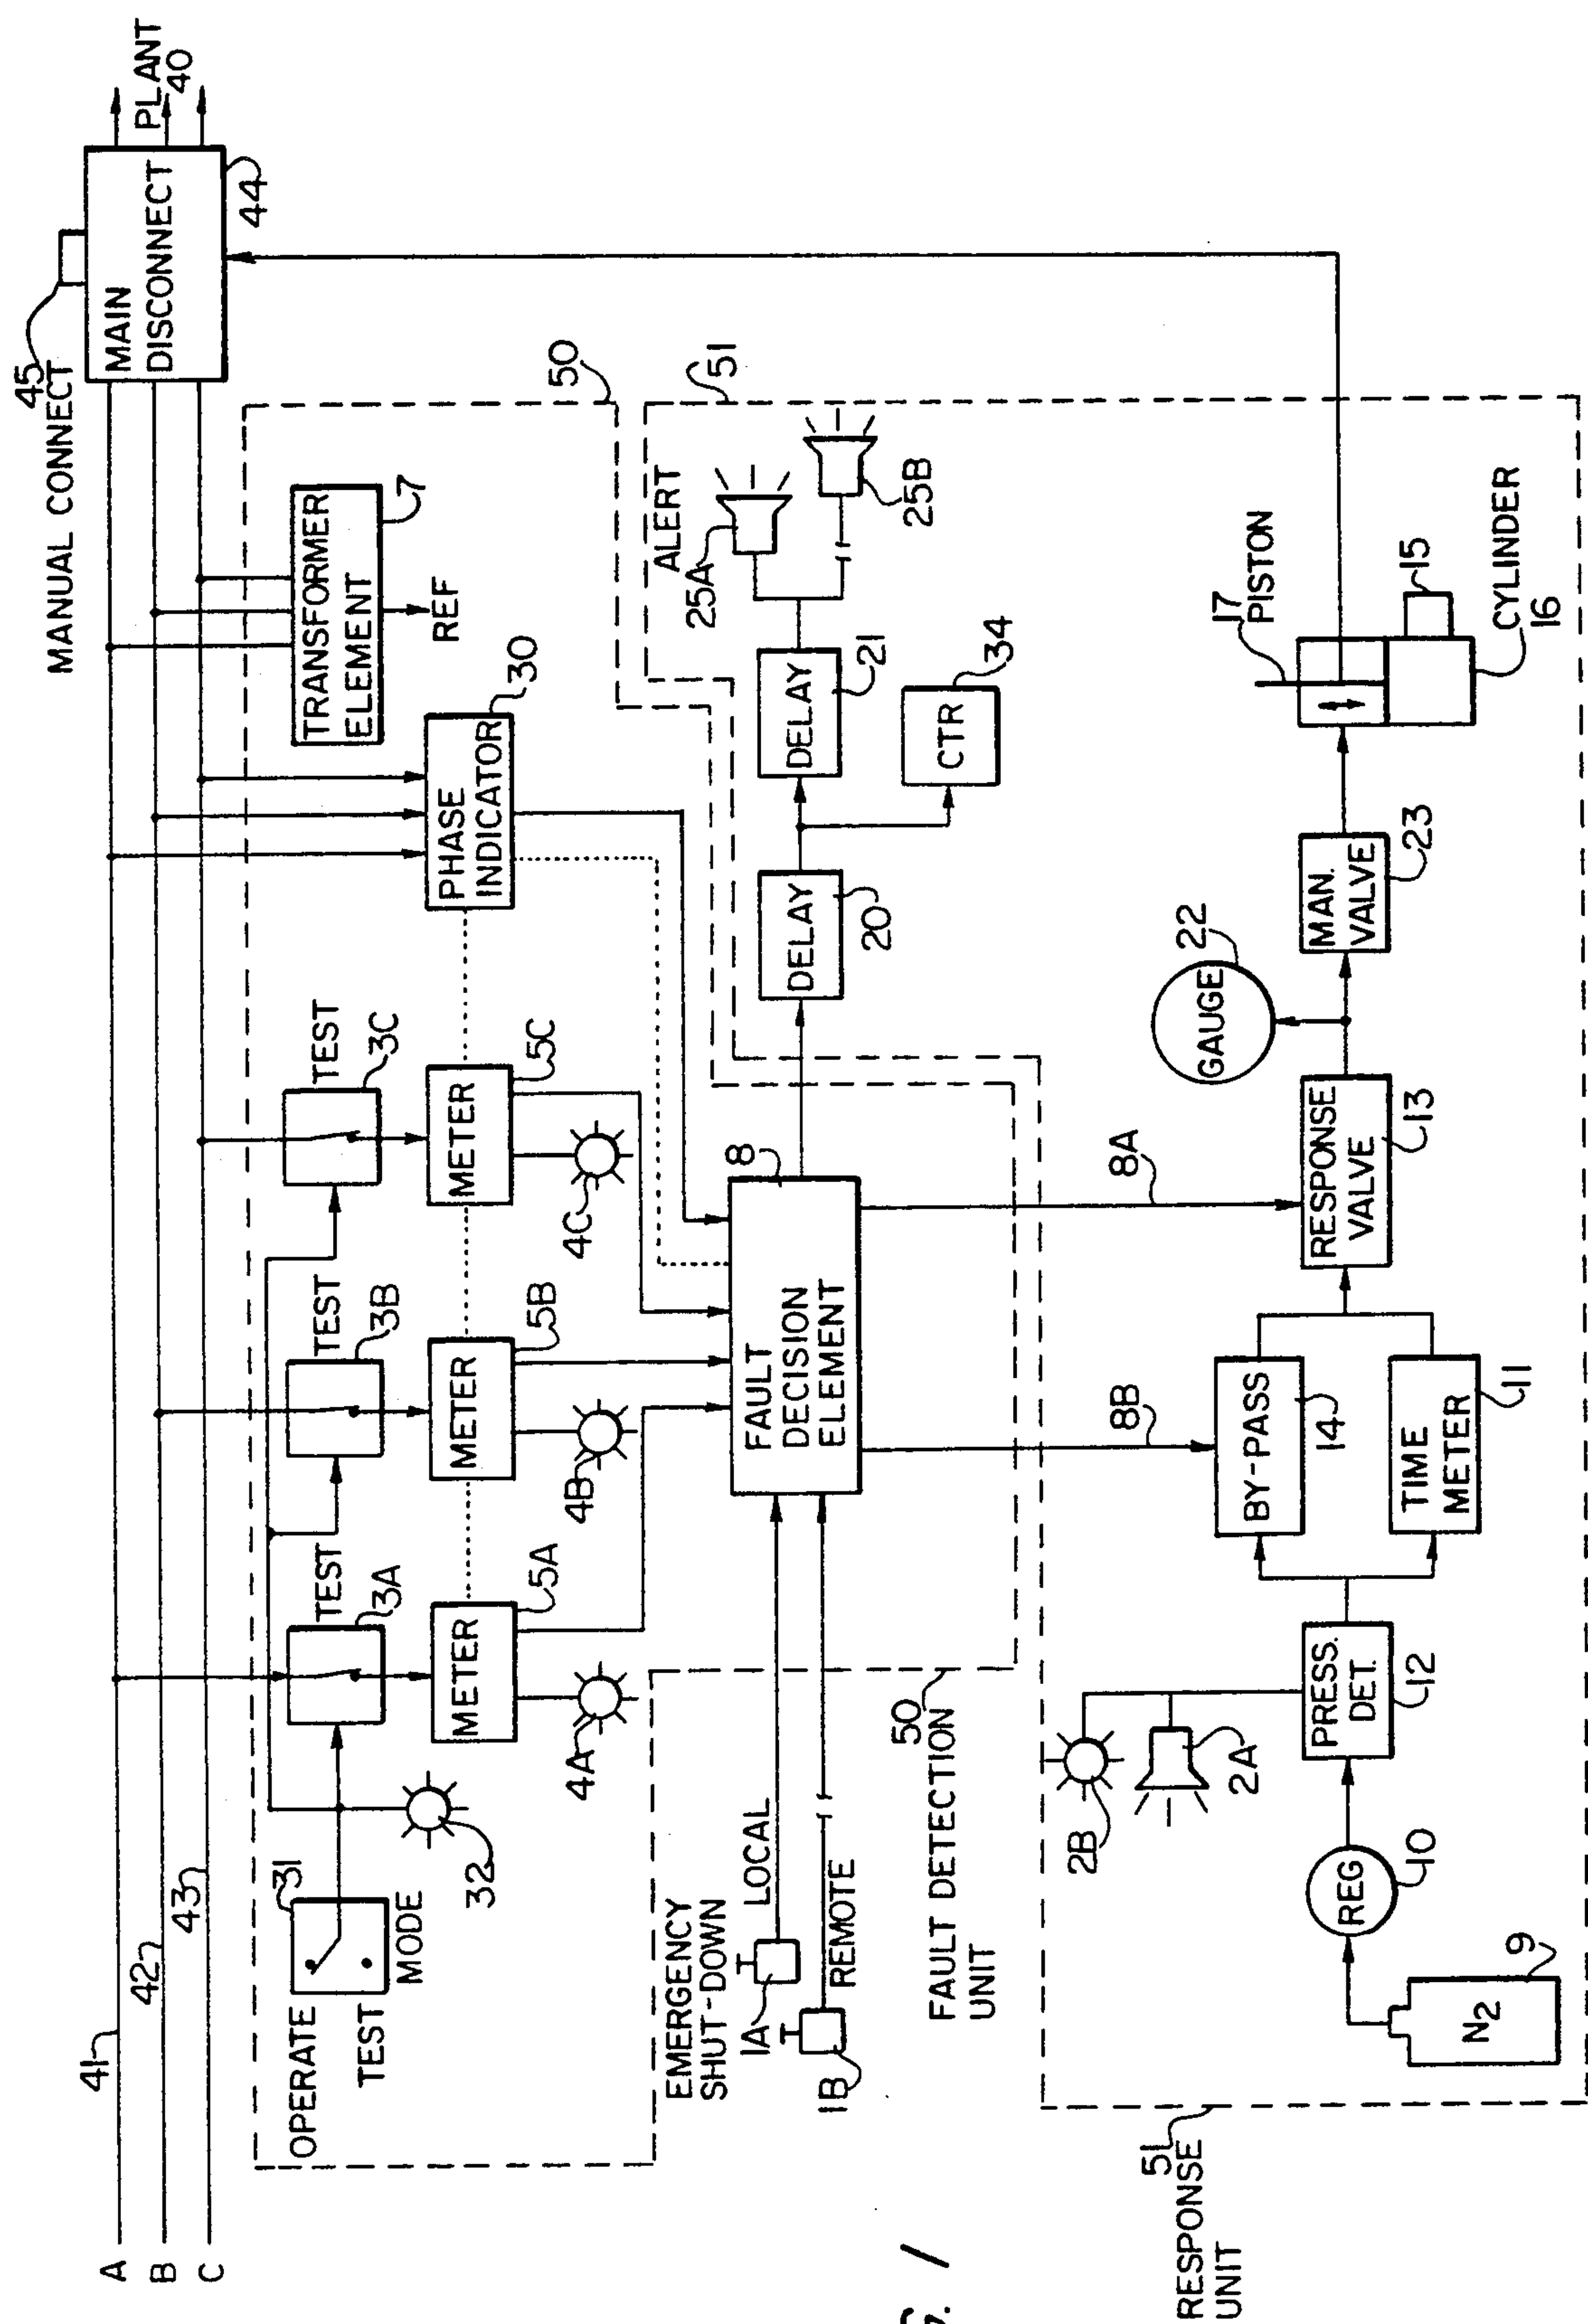 45
MANUAL CONNECT
MAIN
DISCONNECT
44
PLANT
40
A
B
C
41
42
43
OPERATE
TEST
31
MODE
32
TEST
3A
TEST
3B
TEST
3C
METER
5A
4A
METER
5B
4B
METER
5C
4C
PHASE
INDICATOR
30
TRANSFORMER
ELEMENT
7
REF
50
51
EMERGENCY
SHUT-DOWN
1A
LOCAL
1B
REMOTE
FAULT
DECISION
ELEMENT
8
DELAY
20
DELAY
21
CTR
34
ALERT
25A
25B
50
FAULT DETECTION
UNIT
8A
8B
51
RESPONSE
UNIT
N2
9
REG
10
2B
2A
PRESS.
DET.
12
BY-PASS
14
TIME
METER
11
RESPONSE
VALVE
13
GAUGE
22
MAN.
VALVE
23
17
PISTON
15
CYLINDER
16
G. 1